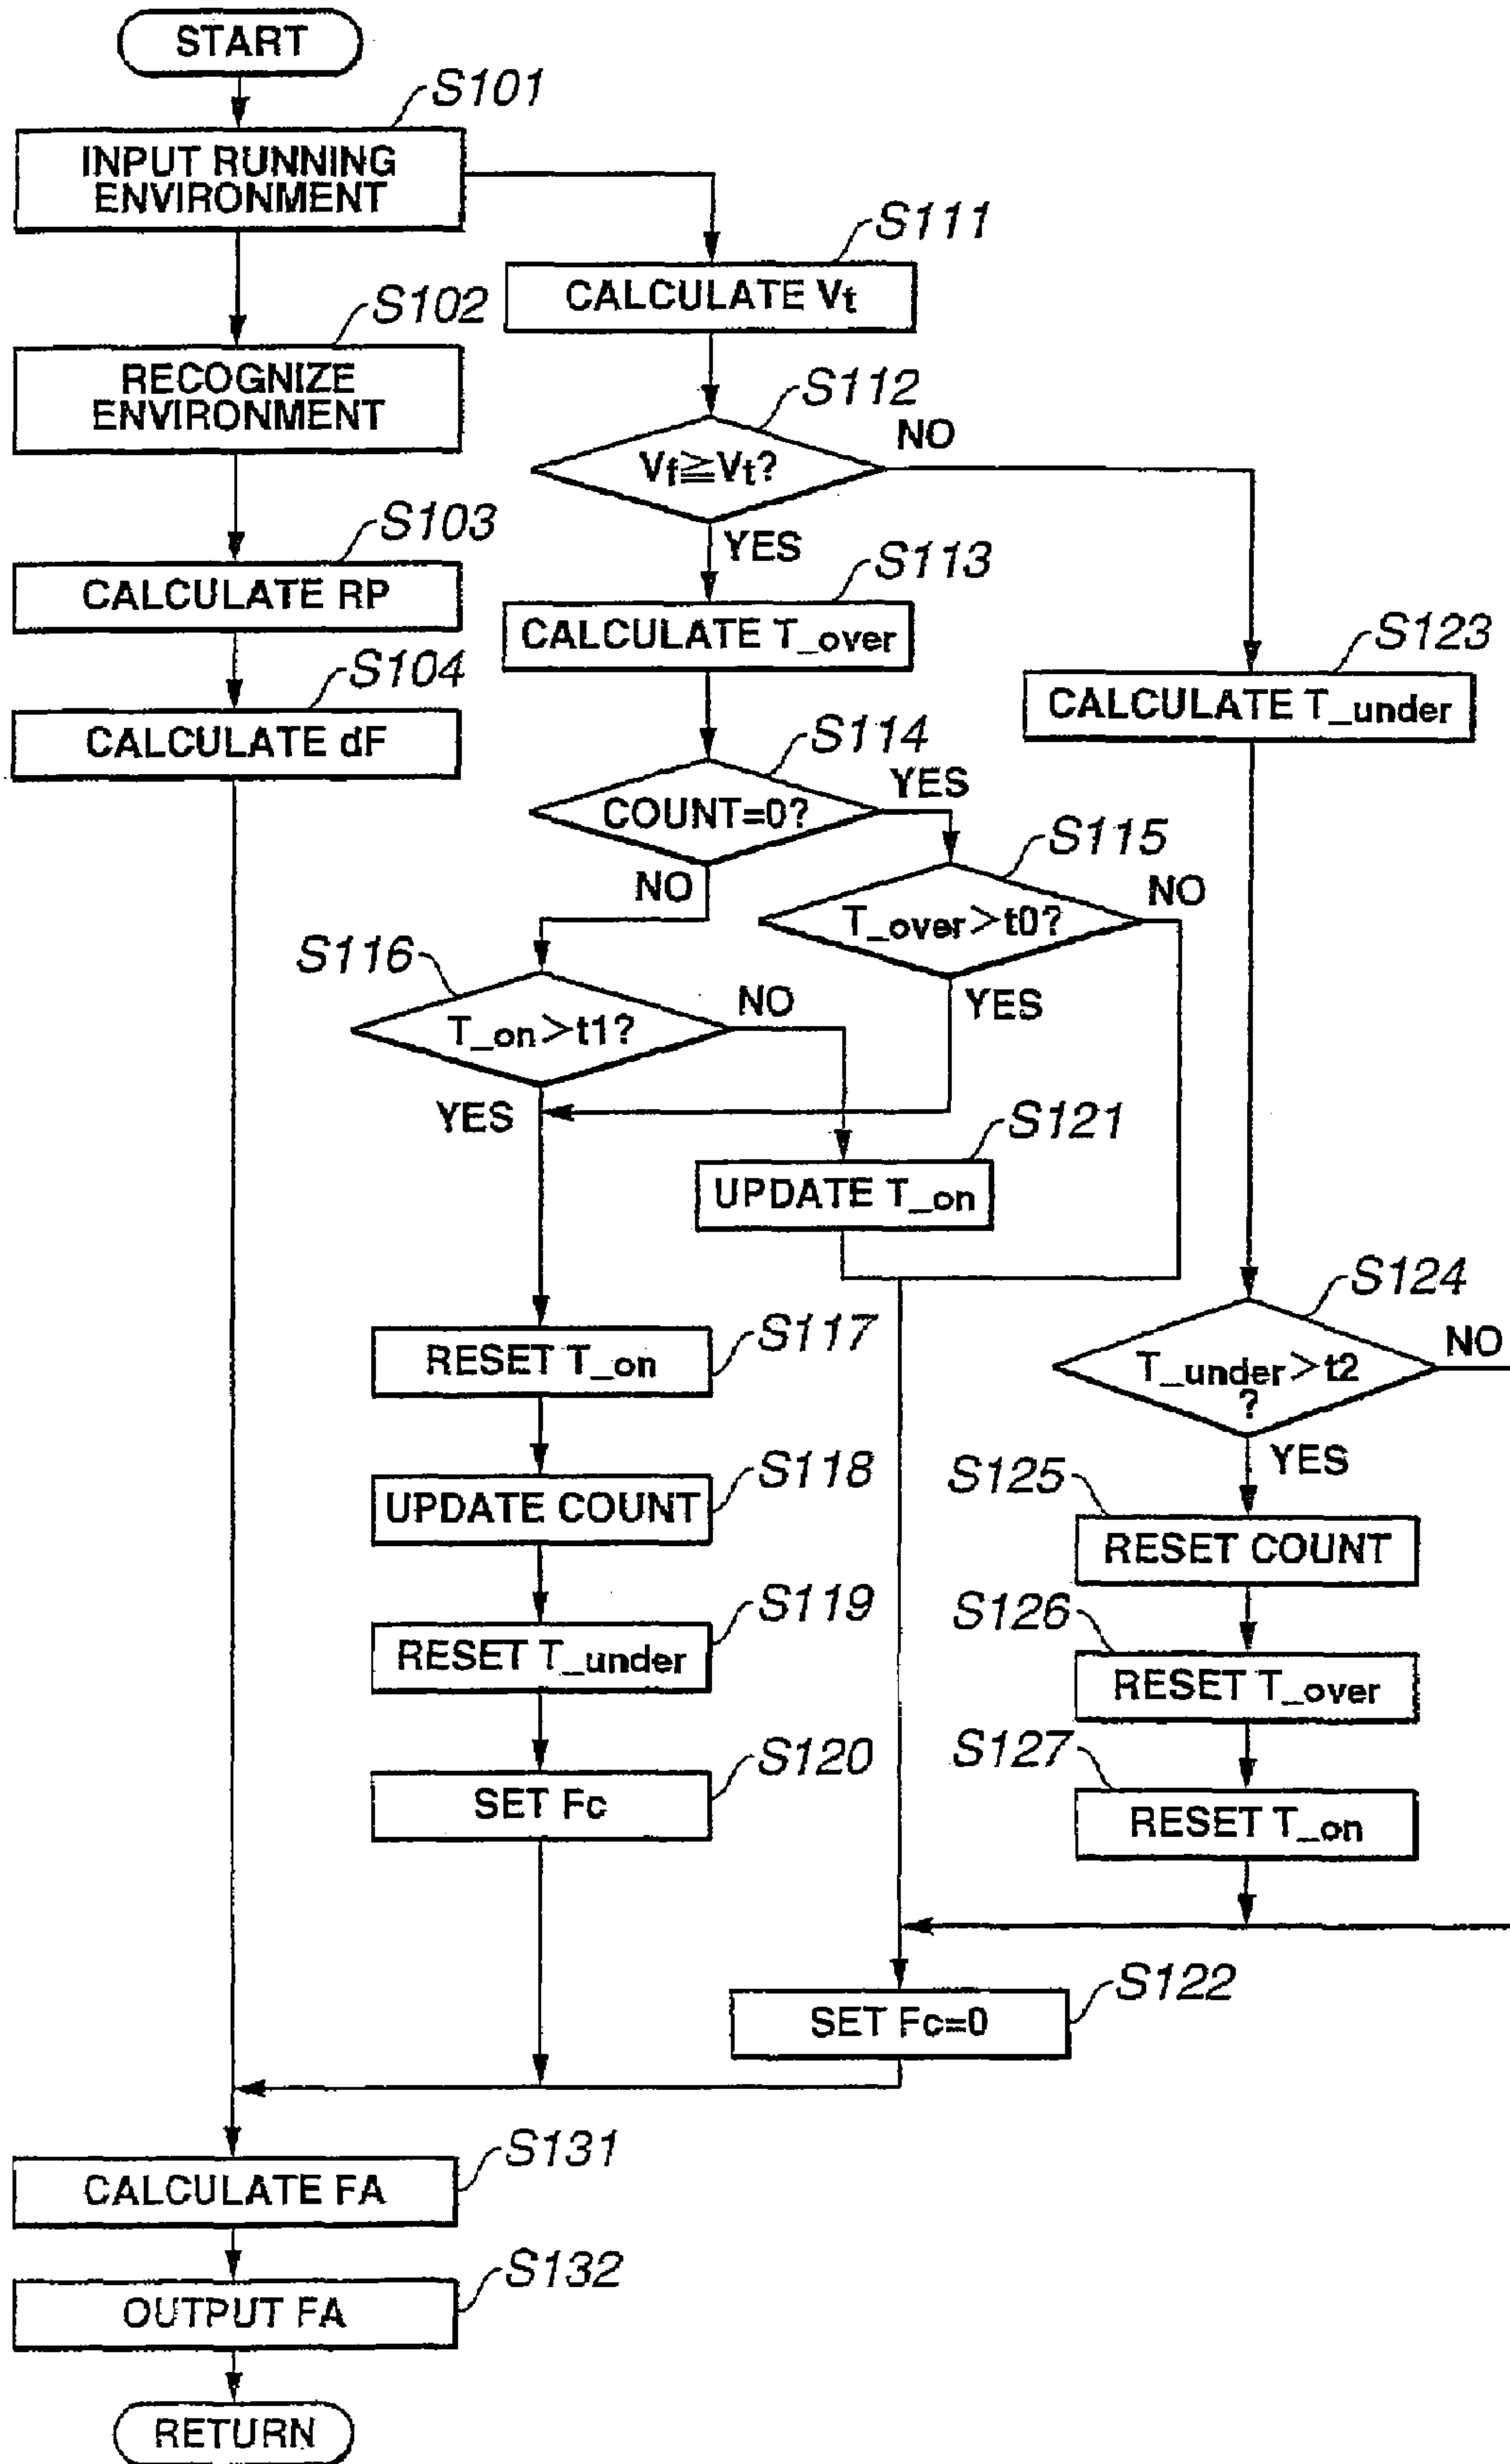 START
S101
INPUT RUNNING
ENVIRONMENT
S111
CALCULATE Vt
S102
RECOGNIZE
ENVIRONMENT
S112
Vf≧Vt?
NO
YES
S103
CALCULATE RP
S113
CALCULATE T_over
S123
CALCULATE T_under
S104
CALCULATE dF
S114
COUNT=0?
YES
NO
S115
T_over>t0?
NO
YES
S116
T_on>t1?
NO
YES
S121
UPDATE T_on
S124
T_under>t2
?
NO
YES
S117
RESET T_on
S118
UPDATE COUNT
S125
RESET COUNT
S119
RESET T_under
S126
RESET T_over
S120
SET Fc
S127
RESET T_on
S122
SET Fc=0
S131
CALCULATE FA
S132
OUTPUT FA
RETURN